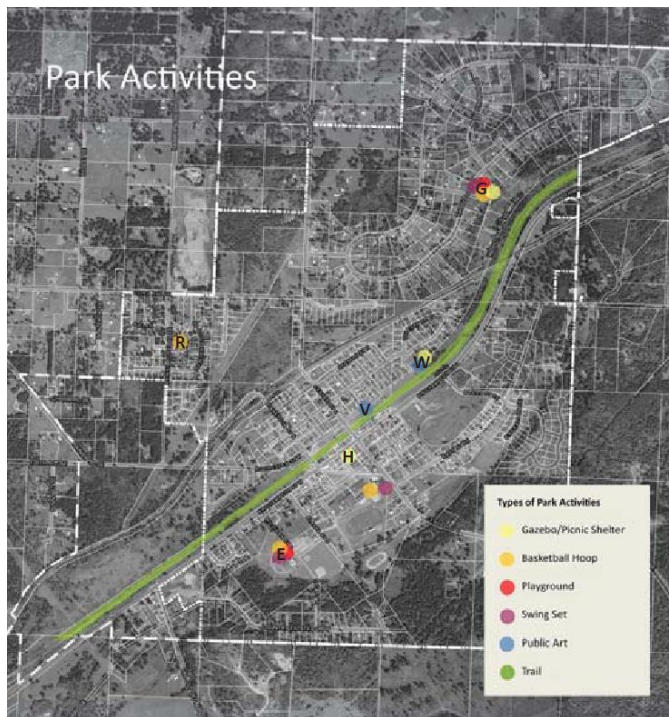 Park Activities
G
R
W
V
H
E
Types of Park Activities
Gazebo/Picnic Shelter
Basketball Hoop
Playground
Swing Set
Public Art
Trail